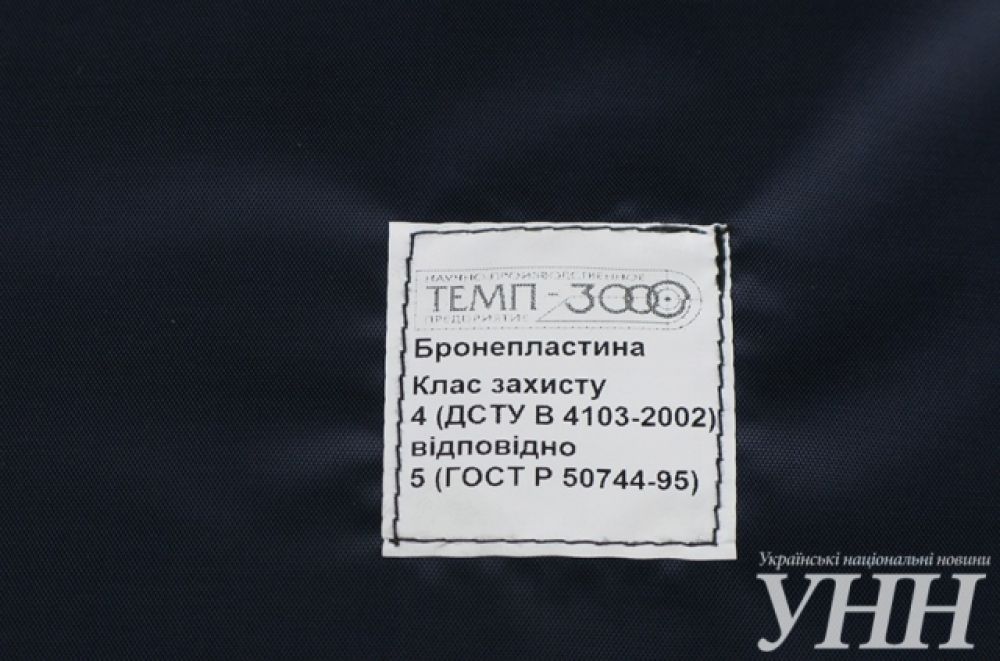 НАУЧНО-ПРОИЗВОДСТВЕННОЕ
ТЕМП-3000
ПРЕДПРИЯТИЕ
Бронепластина
Клас захисту
4 (ДСТУ В 4103-2002)
відповідно
5 (ГОСТ Р 50744-95)
Українські національні новини
УНН